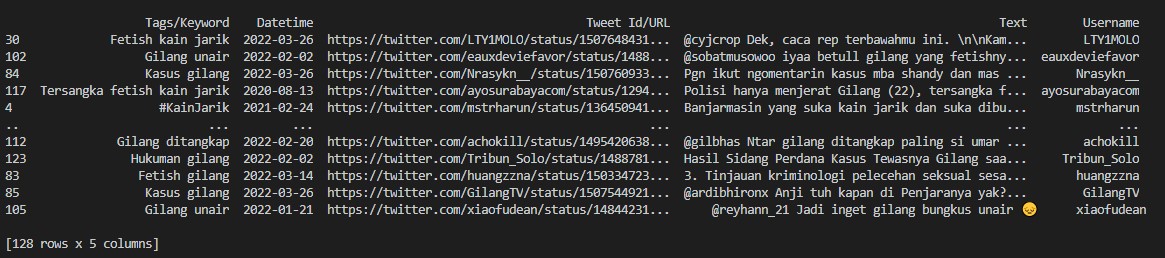 Tags/Keyword Datetime Tweet Id/URL Text Username
30 Fetish kain jarik 2022-03-26 https://twitter.com/LTY1MOLO/status/1507648431... @cyjcrop Dek, caca rep terbawahmu ini. \n\nKam... LTY1MOLO
102 Gilang unair 2022-02-02 https://twitter.com/eauxdeviefavor/status/1488... @sobatmusowoo iyaa betull gilang yang fetishny... eauxdeviefavor
84 Kasus gilang 2022-03-26 https://twitter.com/Nrasykn__/status/150760933... Pgn ikut ngomentarin kasus mba shandy dan mas ... Nrasykn__
117 Tersangka fetish kain jarik 2020-08-13 https://twitter.com/ayosurabayacom/status/1294... Polisi hanya menjerat Gilang (22), tersangka f... ayosurabayacom
4 #KainJarik 2021-02-24 https://twitter.com/mstrharun/status/136450941... Banjarmasin yang suka kain jarik dan suka dibu... mstrharun
.. ... ... ... ... ...
112 Gilang ditangkap 2022-02-20 https://twitter.com/achokill/status/1495420638... @gilbhas Ntar gilang ditangkap paling si umar ... achokill
123 Hukuman gilang 2022-02-02 https://twitter.com/Tribun_Solo/status/1488781... Hasil Sidang Perdana Kasus Tewasnya Gilang saa... Tribun_Solo
83 Fetish gilang 2022-03-14 https://twitter.com/huangzzna/status/150334723... 3. Tinjauan kriminologi pelecehan seksual sesa... huangzzna
85 Kasus gilang 2022-03-26 https://twitter.com/GilangTV/status/1507544921... @ardibhironx Anji tuh kapan di Penjaranya yak?... GilangTV
105 Gilang unair 2022-01-21 https://twitter.com/xiaofudean/status/14844231... @reyhann_21 Jadi inget gilang bungkus unair 😞 xiaofudean
[128 rows x 5 columns]